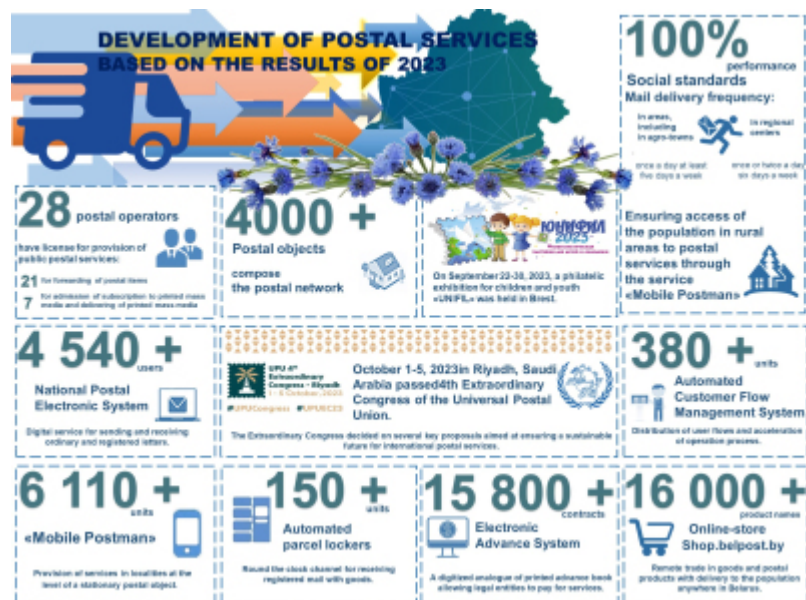 DEVELOPMENT OF POSTAL SERVICES
BASED ON THE RESULTS OF 2023
100%
performance
Social standards
Mail delivery frequency:
in areas,
including
in agro-towns
in regional
centers
once a day at least
five days a week
once or twice a day
six days a week
28 postal operators
have license for provision of
public postal services:
21 for forwarding of postal items
7 for admission of subscription to printed mass
media and delivering of printed mass media
4000 +
Postal objects
compose
the postal network
ЮНИФИЛ
2023
On September 22-30, 2023, a philatelic
exhibition for children and youth
«UNIFIL» was held in Brest.
Ensuring access of
the population in rural
areas to postal
services through
the service
«Mobile Postman»
4 540 +
users
National Postal
Electronic System
Digital service for sending and receiving
ordinary and registered letters.
UPU 4th
Extraordinary
Congress - Riyadh
1 - 5 October, 2023
#UPUCongress #UPUEC23
October 1-5, 2023in Riyadh, Saudi
Arabia passed4th Extraordinary
Congress of the Universal Postal
Union.
The Extraordinary Congress decided on several key proposals aimed at ensuring a sustainable
future for international postal services.
380 +
units
Automated
Customer Flow
Management System
Distribution of user flows and acceleration
of operation process.
6 110 +
units
«Mobile Postman»
Provision of services in localities at the
level of a stationary postal object.
150 +
units
Automated
parcel lockers
Round the clock channel for receiving
registered mail with goods.
15 800 +
contracts
Electronic
Advance System
A digitized analogue of printed advance book
allowing legal entities to pay for services.
16 000 +
product names
Online-store
Shop.belpost.by
Remote trade in goods and postal
products with delivery to the population
anywhere in Belarus.